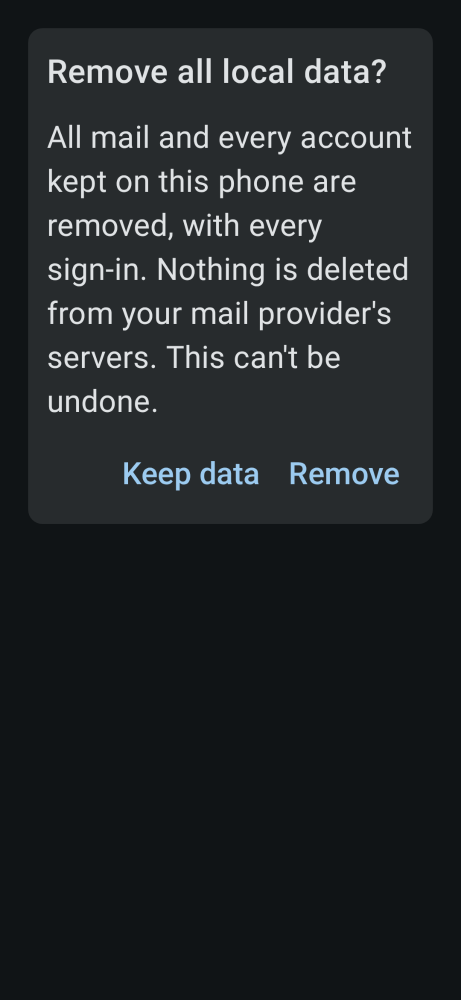 Remove all local data?
All mail and every account
kept on this phone are
removed, with every
sign-in. Nothing is deleted
from your mail provider's
servers. This can't be
undone.
Keep data Remove